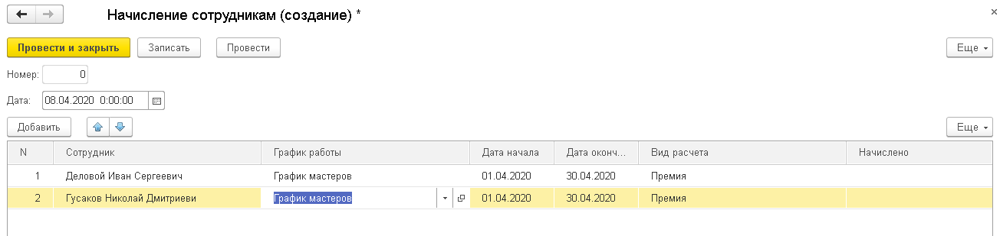 Начисление сотрудникам (создание) *
Провести и закрыть Записать Провести Еще
Номер: 0
Дата: 08.04.2020 0:00:00
Добавить Еще
N Сотрудник График работы Дата начала Дата оконч... Вид расчета Начислено
1 Деловой Иван Сергеевич График мастеров 01.04.2020 30.04.2020 Премия
2 Гусаков Николай Дмитриеви График мастеров 01.04.2020 30.04.2020 Премия